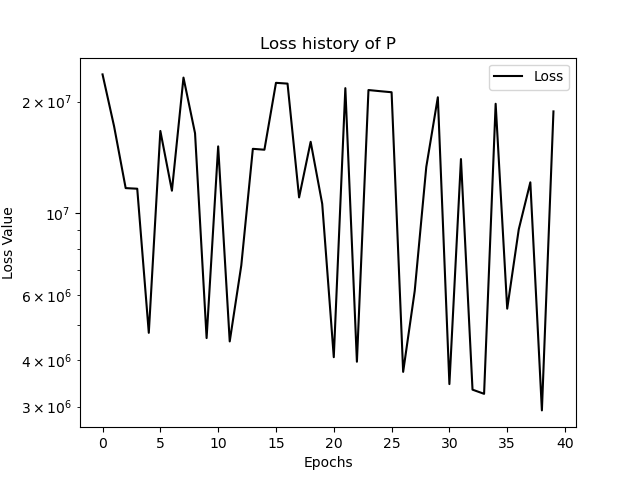 Loss history of P
Loss
2 × 10⁷
10⁷
6 × 10⁶
4 × 10⁶
3 × 10⁶
Loss Value
0 5 10 15 20 25 30 35 40
Epochs